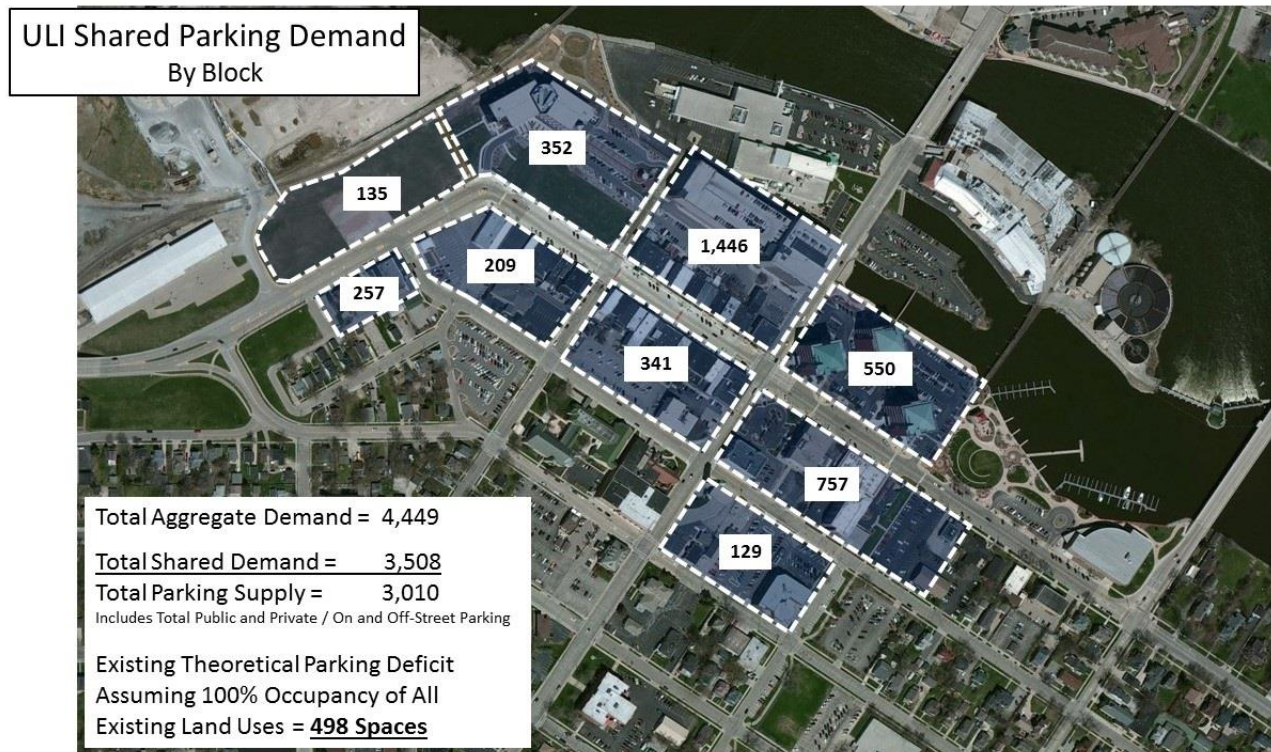 ULI Shared Parking Demand
By Block
352
135
1,446
209
257
341
550
757
129
Total Aggregate Demand = 4,449
Total Shared Demand = 3,508
Total Parking Supply = 3,010
Includes Total Public and Private / On and Off-Street Parking
Existing Theoretical Parking Deficit
Assuming 100% Occupancy of All
Existing Land Uses = 498 Spaces